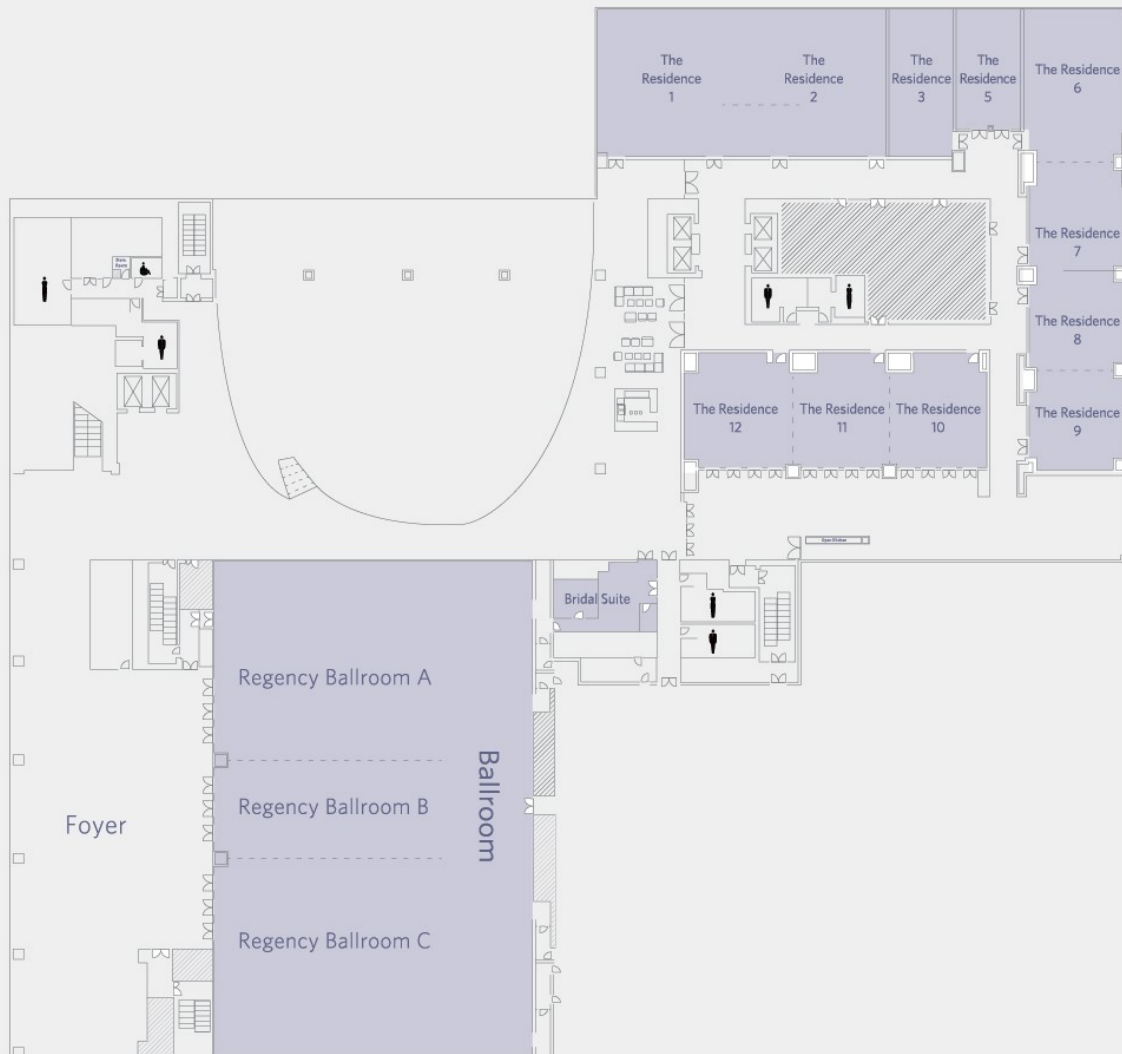 The
Residence
1
The
Residence
2
The
Residence
3
The
Residence
5
The Residence
6
The Residence
7
The Residence
8
The Residence
9
The Residence
10
The Residence
11
The Residence
12
Bridal Suite
Regency Ballroom A
Regency Ballroom B
Regency Ballroom C
Ballroom
Foyer